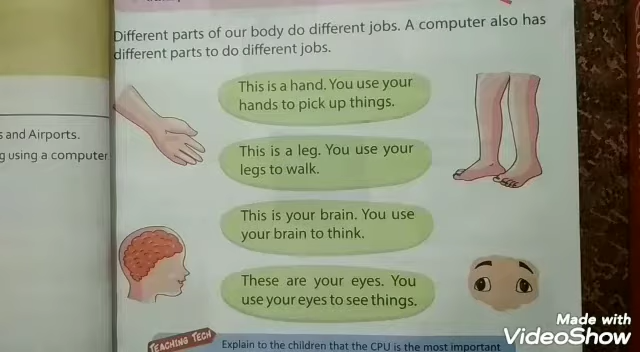 Different parts of our body do different jobs. A computer also has
different parts to do different jobs.
This is a hand. You use your
hands to pick up things.
s and Airports.
g using a computer
This is a leg. You use your
legs to walk.
This is your brain. You use
your brain to think.
These are your eyes. You
use your eyes to see things.
TEACHING TECH
Explain to the children that the CPU is the most important
Made with
VideoShow